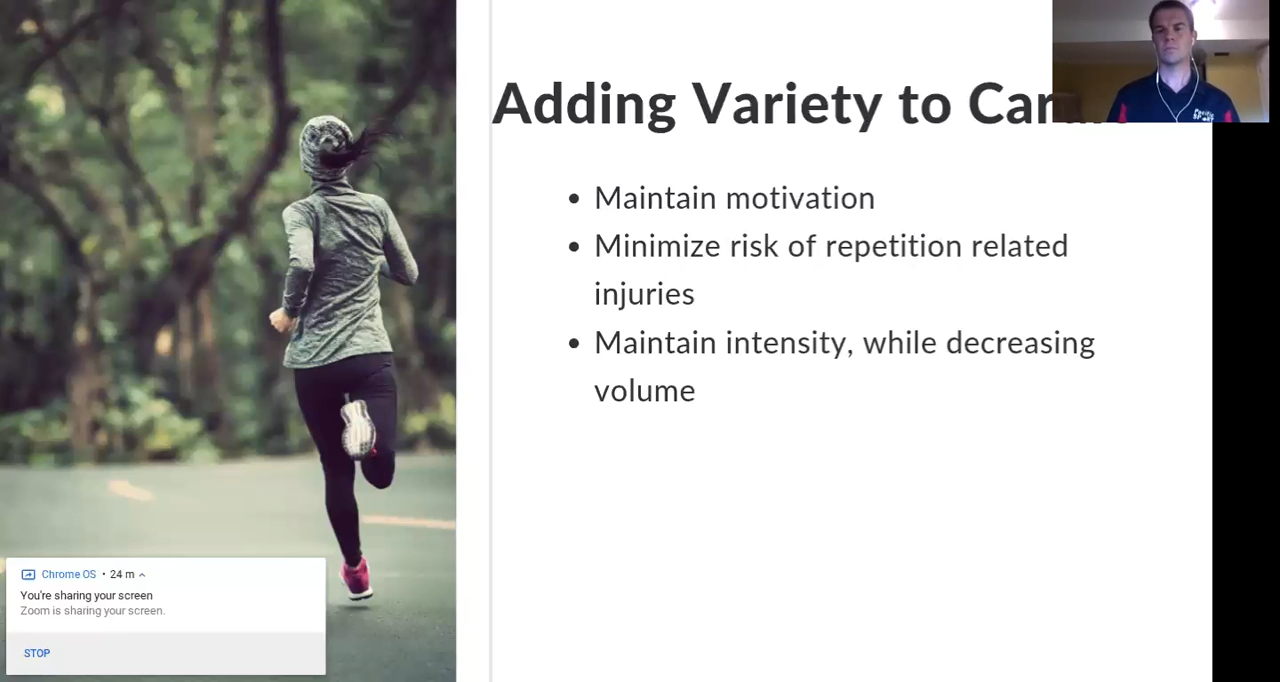 Adding Variety to
• Maintain motivation
• Minimize risk of repetition related
injuries
• Maintain intensity, while decreasing
volume
Chrome OS • 24 m
You're sharing your screen
Zoom is sharing your screen.
STOP